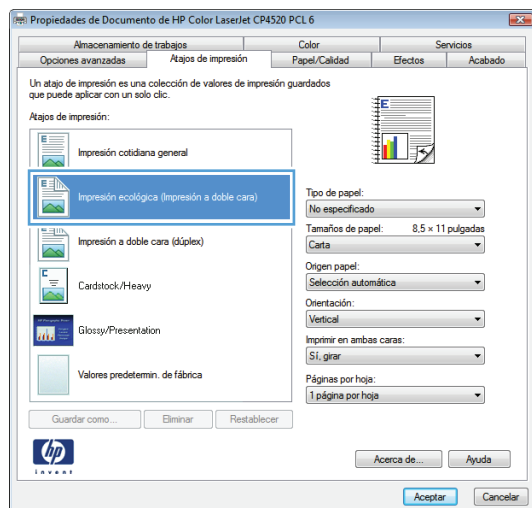 Propiedades de Documento de HP Color LaserJet CP4520 PCL 6
Almacenamiento de trabajos
Color
Servicios
Opciones avanzadas
Atajos de impresión
Papel/Calidad
Efectos
Acabado
Un atajo de impresión es una colección de valores de impresión guardados
que puede aplicar con un solo clic.
Atajos de impresión:
Impresión cotidiana general
Impresión ecológica (Impresión a doble cara)
Impresión a doble cara (dúplex)
Cardstock/Heavy
Glossy/Presentation
Valores predetermin. de fábrica
Guardar como...
Eliminar
Restablecer
E
E
E
E
C
Tipo de papel:
No especificado
Tamaños de papel: 8,5 × 11 pulgadas
Carta
Origen papel:
Selección automática
Orientación:
Vertical
Imprimir en ambas caras:
Sí, girar
Páginas por hoja:
1 página por hoja
hp
invent
Acerca de...
Ayuda
Aceptar
Cancelar